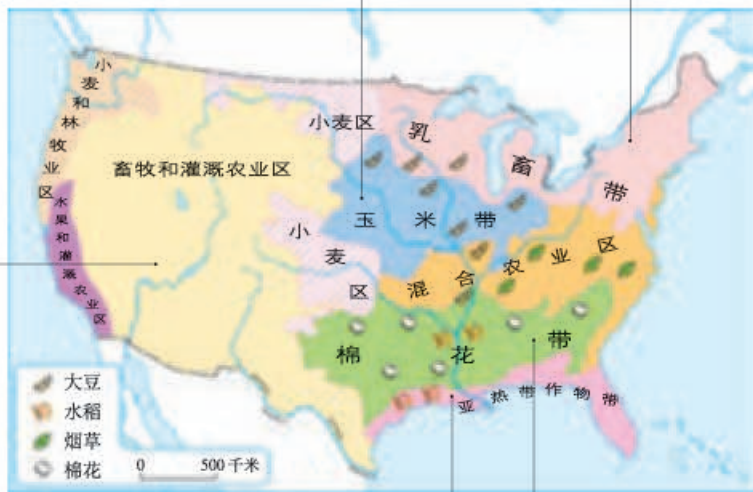 小麦和林牧业区
小麦区
乳畜带
畜牧和灌溉农业区
水果和灌溉农业区
玉米带
小麦区
混合农业区
棉花带
亚热带作物带
大豆
水稻
烟草
棉花
0 500千米